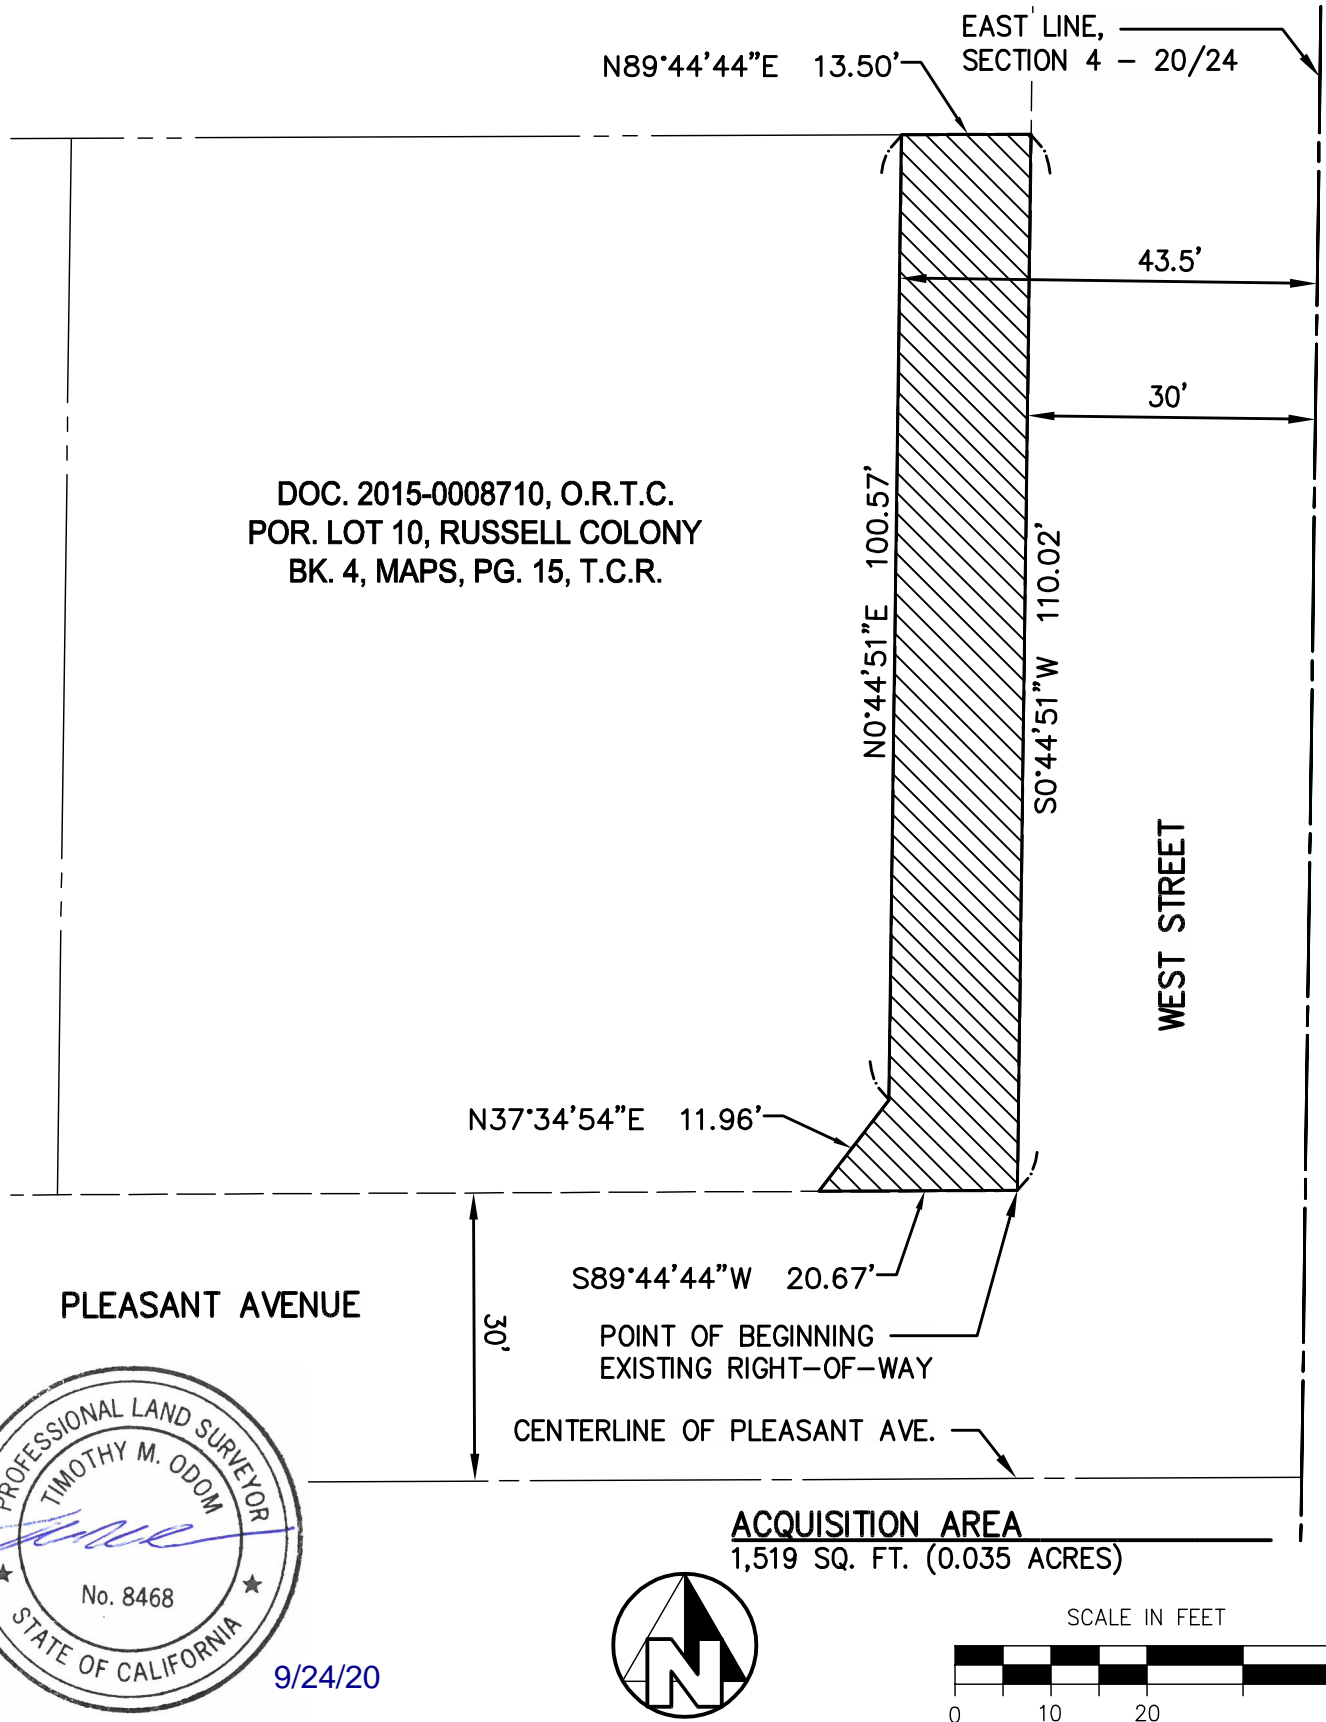 EAST LINE,
SECTION 4 – 20/24
N89°44'44"E 13.50'
43.5'
30'
DOC. 2015-0008710, O.R.T.C.
POR. LOT 10, RUSSELL COLONY
BK. 4, MAPS, PG. 15, T.C.R.
N0°44'51"E 100.57'
S0°44'51"W 110.02'
WEST STREET
N37°34'54"E 11.96'
S89°44'44"W 20.67'
PLEASANT AVENUE
30'
POINT OF BEGINNING
EXISTING RIGHT–OF–WAY
CENTERLINE OF PLEASANT AVE.
PROFESSIONAL LAND SURVEYOR
TIMOTHY M. ODOM
No. 8468
STATE OF CALIFORNIA
9/24/20
ACQUISITION AREA
1,519 SQ. FT. (0.035 ACRES)
N
SCALE IN FEET
0 10 20